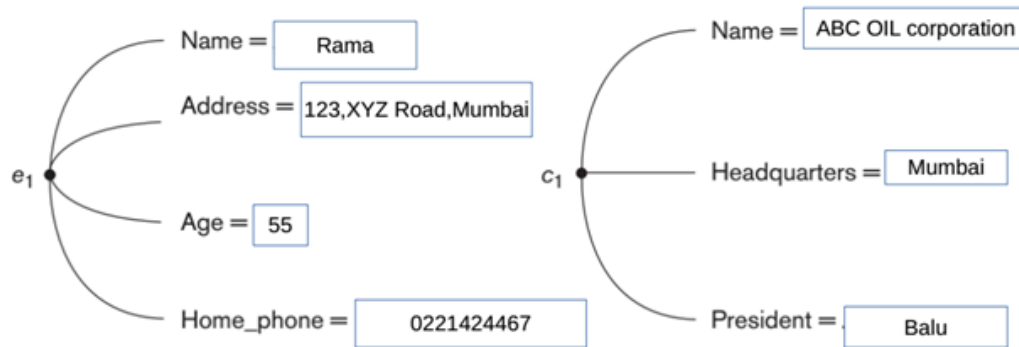 Name = Rama
Address = 123,XYZ Road,Mumbai
e1
Age = 55
Home_phone = 0221424467
Name = ABC OIL corporation
c1
Headquarters = Mumbai
President = Balu